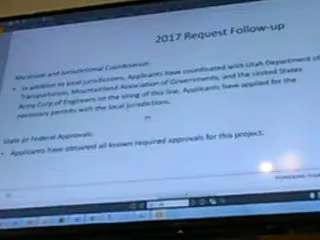 2017 Request Follow-up
Municipal and Jurisdictional Coordination:
• In addition to local jurisdictions, Applicants have coordinated with Utah Department of
Transportation, Mountainland Association of Governments, and the United States
Army Corp of Engineers on the siting of this line. Applicants have applied for the
necessary permits with the local jurisdictions.
State or Federal Approvals:
• Applicants have obtained all known required approvals for this project.